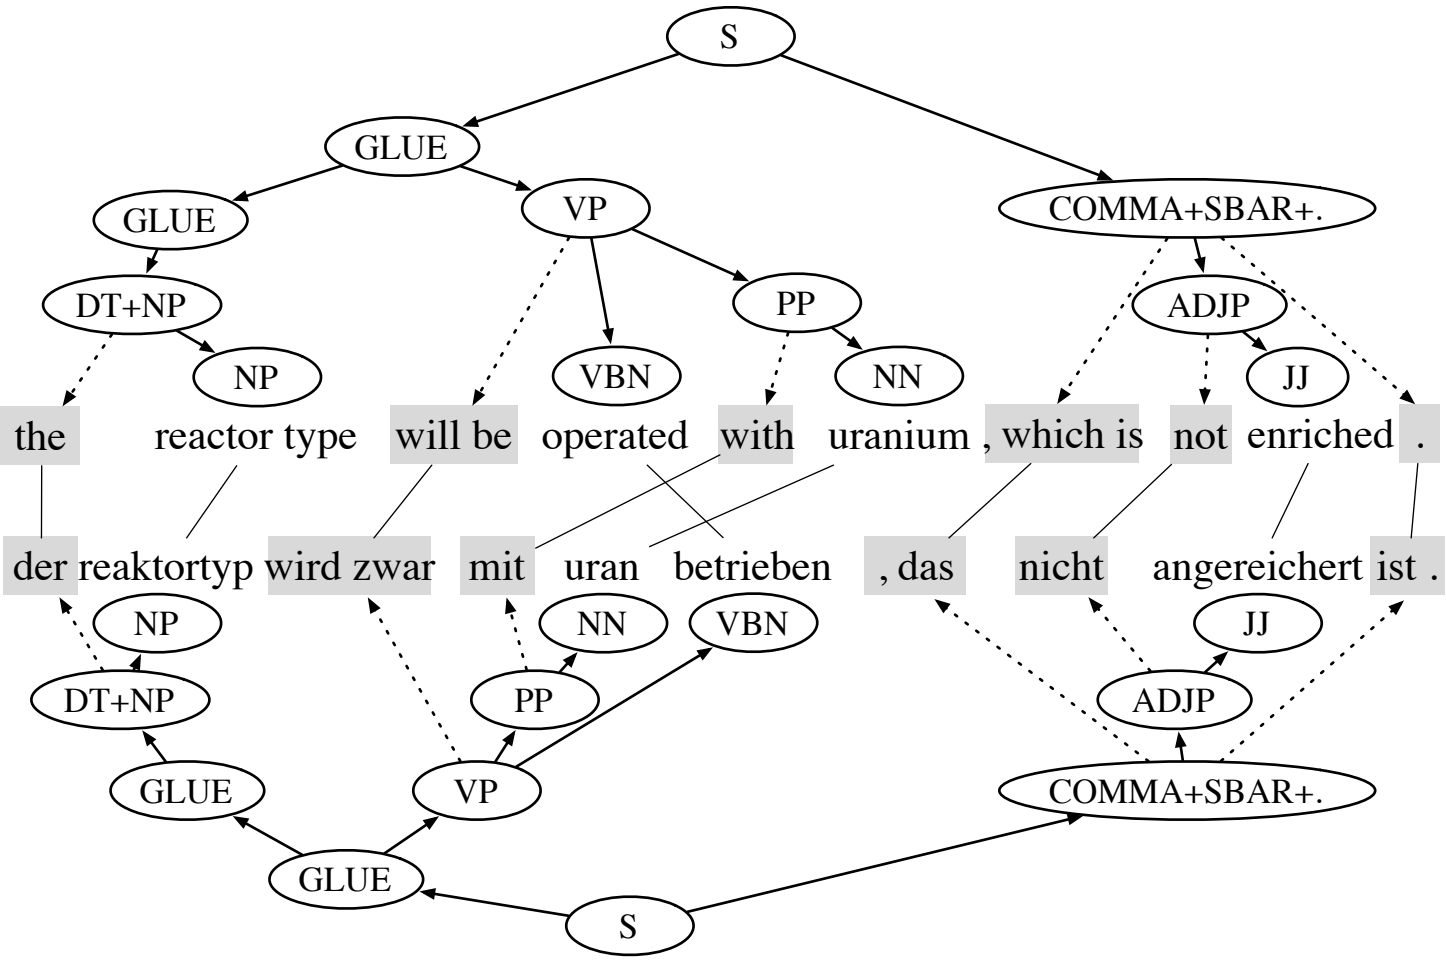 S
GLUE
GLUE VP COMMA+SBAR+.
DT+NP PP ADJP
NP VBN NN JJ
the reactor type will be operated with uranium , which is not enriched .
der reaktortyp wird zwar mit uran betrieben , das nicht angereichert ist .
NP NN VBN JJ
DT+NP PP ADJP
GLUE VP COMMA+SBAR+.
GLUE
S